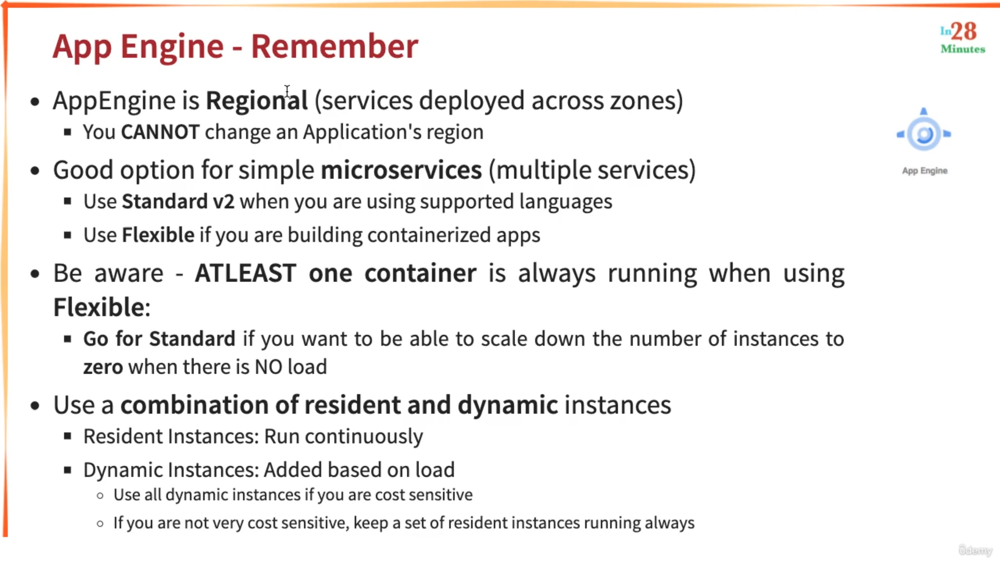 App Engine - Remember
In28
Minutes
• AppEngine is Regional (services deployed across zones)
▪ You CANNOT change an Application's region
• Good option for simple microservices (multiple services)
▪ Use Standard v2 when you are using supported languages
▪ Use Flexible if you are building containerized apps
• Be aware - ATLEAST one container is always running when using
Flexible:
▪ Go for Standard if you want to be able to scale down the number of instances to
zero when there is NO load
• Use a combination of resident and dynamic instances
▪ Resident Instances: Run continuously
▪ Dynamic Instances: Added based on load
○ Use all dynamic instances if you are cost sensitive
○ If you are not very cost sensitive, keep a set of resident instances running always
App Engine
ûdemy